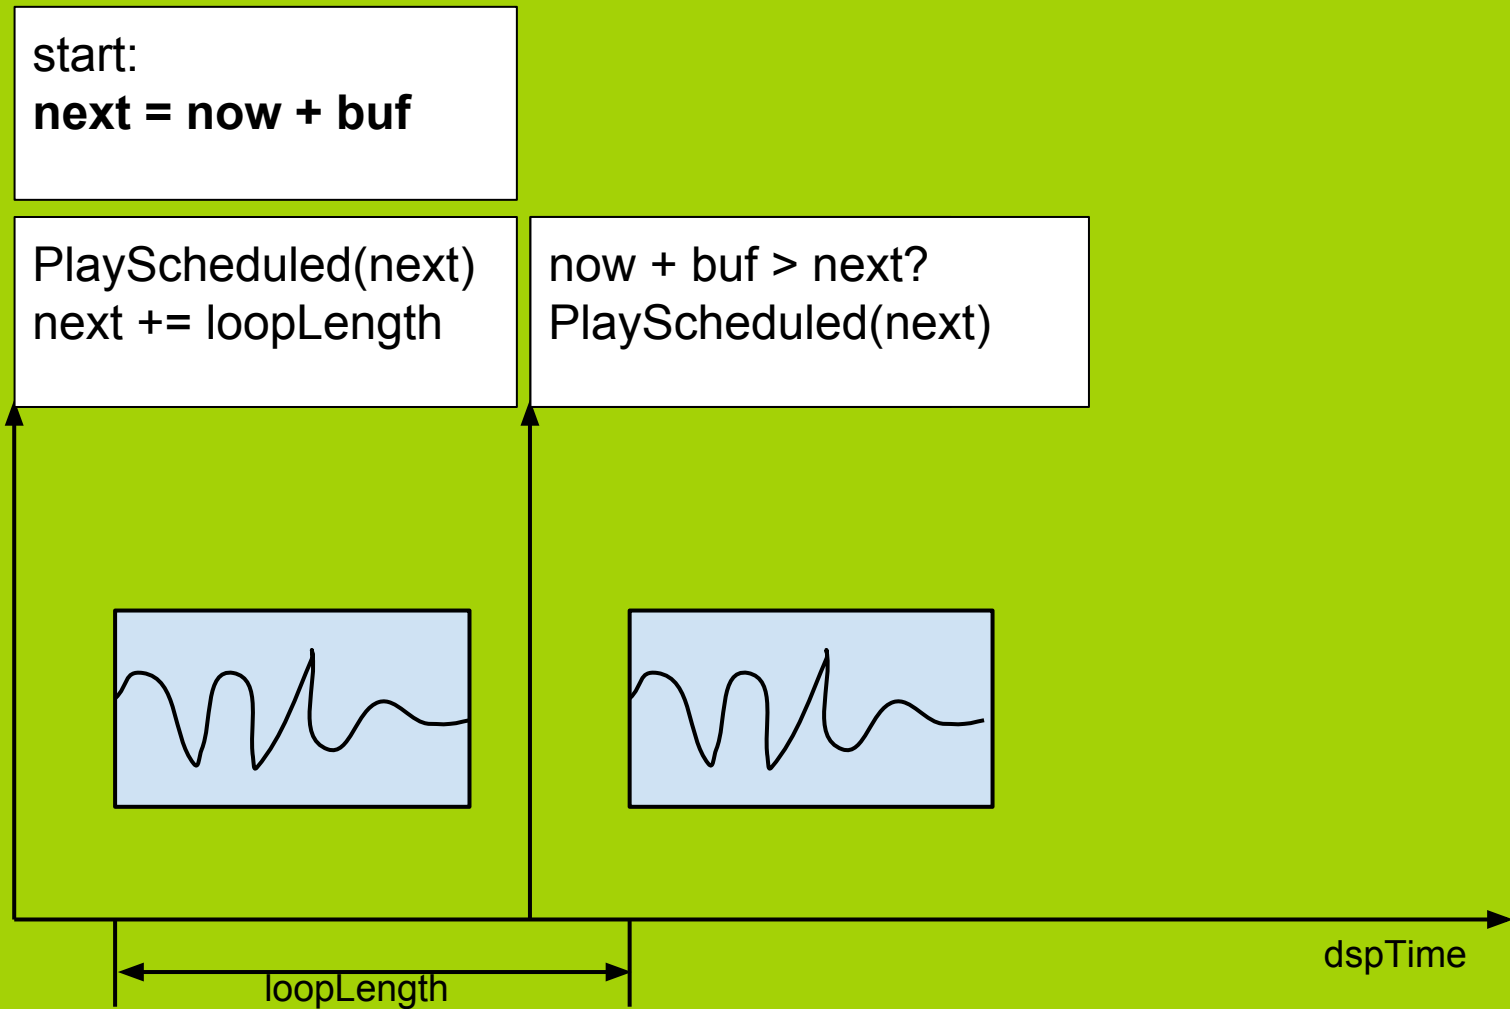 start:
next = now + buf
PlayScheduled(next)
next += loopLength
now + buf > next?
PlayScheduled(next)
dspTime
loopLength